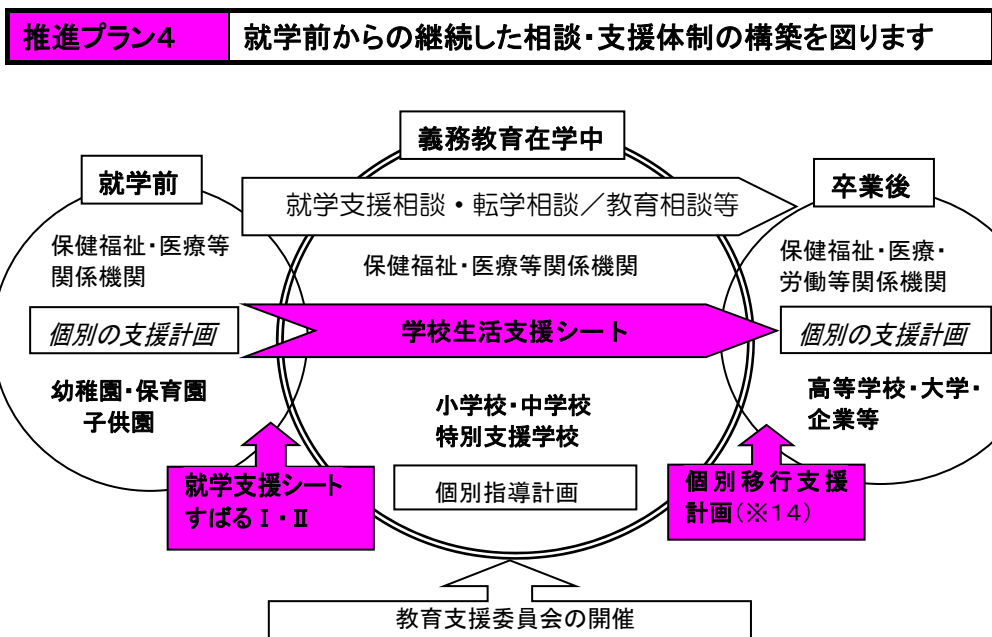 推進プラン4 就学前からの継続した相談・支援体制の構築を図ります
義務教育在学中
就学前
卒業後
就学支援相談・転学相談／教育相談等
保健福祉・医療等
関係機関
保健福祉・医療等関係機関
保健福祉・医療・
労働等関係機関
個別の支援計画
学校生活支援シート
個別の支援計画
幼稚園・保育園
子供園
小学校・中学校
特別支援学校
高等学校・大学・
企業等
就学支援シート
すばるⅠ・Ⅱ
個別指導計画
個別移行支援
計画(※14)
教育支援委員会の開催